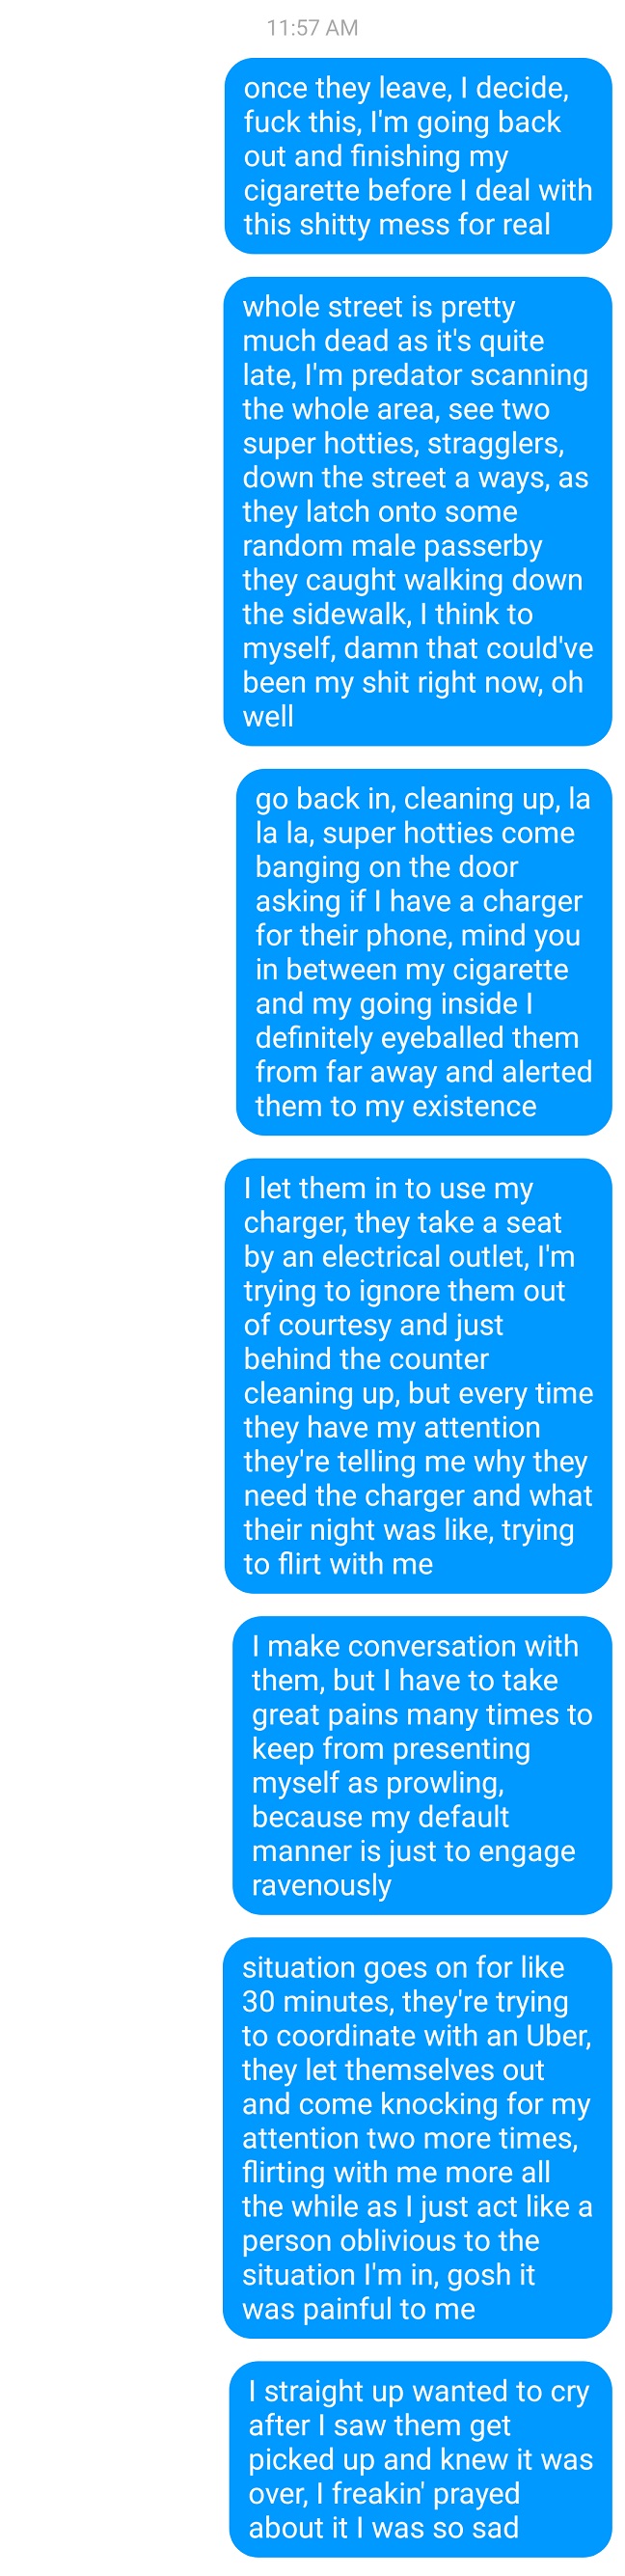 11:57 AM
once they leave, I decide,
fuck this, I'm going back
out and finishing my
cigarette before I deal with
this shitty mess for real
whole street is pretty
much dead as it's quite
late, I'm predator scanning
the whole area, see two
super hotties, stragglers,
down the street a ways, as
they latch onto some
random male passerby
they caught walking down
the sidewalk, I think to
myself, damn that could've
been my shit right now, oh
well
go back in, cleaning up, la
la la, super hotties come
banging on the door
asking if I have a charger
for their phone, mind you
in between my cigarette
and my going inside I
definitely eyeballed them
from far away and alerted
them to my existence
I let them in to use my
charger, they take a seat
by an electrical outlet, I'm
trying to ignore them out
of courtesy and just
behind the counter
cleaning up, but every time
they have my attention
they're telling me why they
need the charger and what
their night was like, trying
to flirt with me
I make conversation with
them, but I have to take
great pains many times to
keep from presenting
myself as prowling,
because my default
manner is just to engage
ravenously
situation goes on for like
30 minutes, they're trying
to coordinate with an Uber,
they let themselves out
and come knocking for my
attention two more times,
flirting with me more all
the while as I just act like a
person oblivious to the
situation I'm in, gosh it
was painful to me
I straight up wanted to cry
after I saw them get
picked up and knew it was
over, I freakin' prayed
about it I was so sad